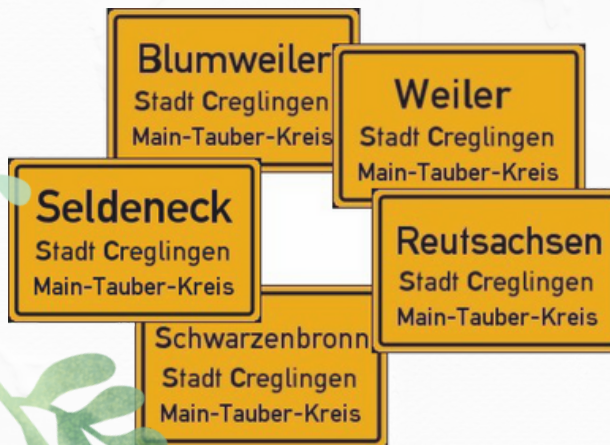 Blumweiler
Stadt Creglingen
Main-Tauber-Kreis
Weiler
Stadt Creglingen
Main-Tauber-Kreis
Seldeneck
Stadt Creglingen
Main-Tauber-Kreis
Reutsachsen
Stadt Creglingen
Main-Tauber-Kreis
Schwarzenbronn
Stadt Creglingen
Main-Tauber-Kreis